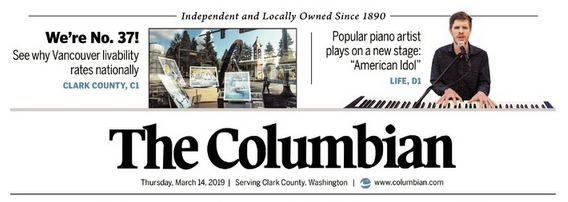 Independent and Locally Owned Since 1890
We're No. 37!
See why Vancouver livability
rates nationally
CLARK COUNTY, C1
Popular piano artist
plays on a new stage:
“American Idol”
LIFE, D1
The Columbian
Thursday, March 14, 2019 | Serving Clark County, Washington | www.columbian.com